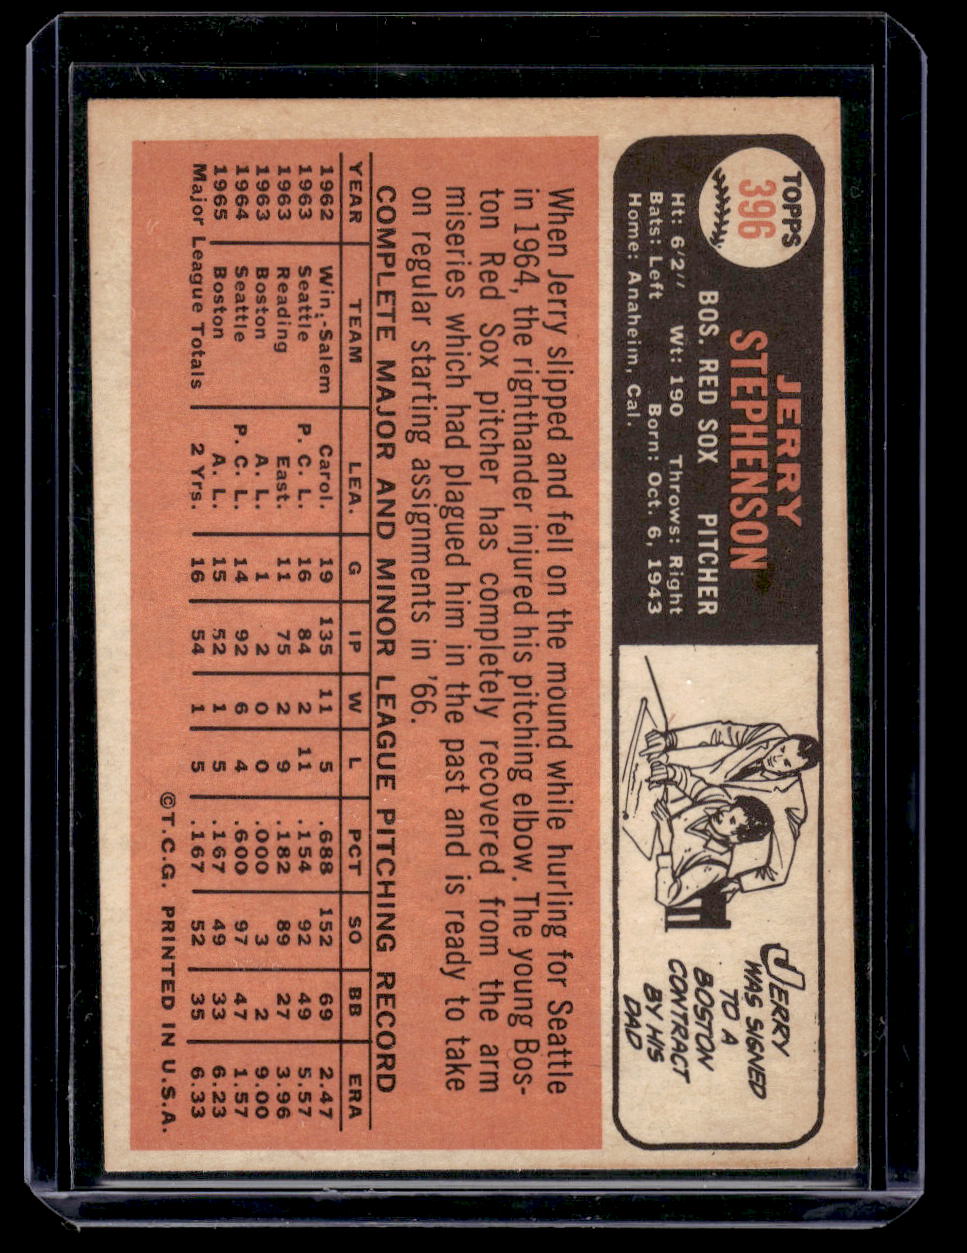 TOPPS
396
JERRY
STEPHENSON
BOS. RED SOX PITCHER
Ht: 6'2" Wt: 190 Throws: Right
Bats: Left Born: Oct. 6, 1943
Home: Anaheim, Cal.
JERRY
WAS SIGNED
TO A
BOSTON
CONTRACT
BY HIS
DAD
When Jerry slipped and fell on the mound while hurling for Seattle
in 1964, the righthander injured his pitching elbow. The young Bos-
ton Red Sox pitcher has completely recovered from the arm
miseries which had plagued him in the past and is ready to take
on regular starting assignments in '66.
COMPLETE MAJOR AND MINOR LEAGUE PITCHING RECORD
YEAR TEAM LEA. G IP W L PCT SO BB ERA
1962 Win.-Salem Carol. 19 135 11 5 .688 152 69 2.47
1963 Seattle P. C. L. 16 84 2 11 .154 92 49 5.57
1963 Reading East. 11 75 2 9 .182 89 27 3.96
1963 Boston A. L. 1 2 0 0 .000 3 2 9.00
1964 Seattle P. C. L. 14 92 6 4 .600 97 47 1.57
1965 Boston A. L. 15 52 1 5 .167 49 33 6.23
Major League Totals 2 Yrs. 16 54 1 5 .167 52 35 6.33
©T.C.G. PRINTED IN U.S.A.